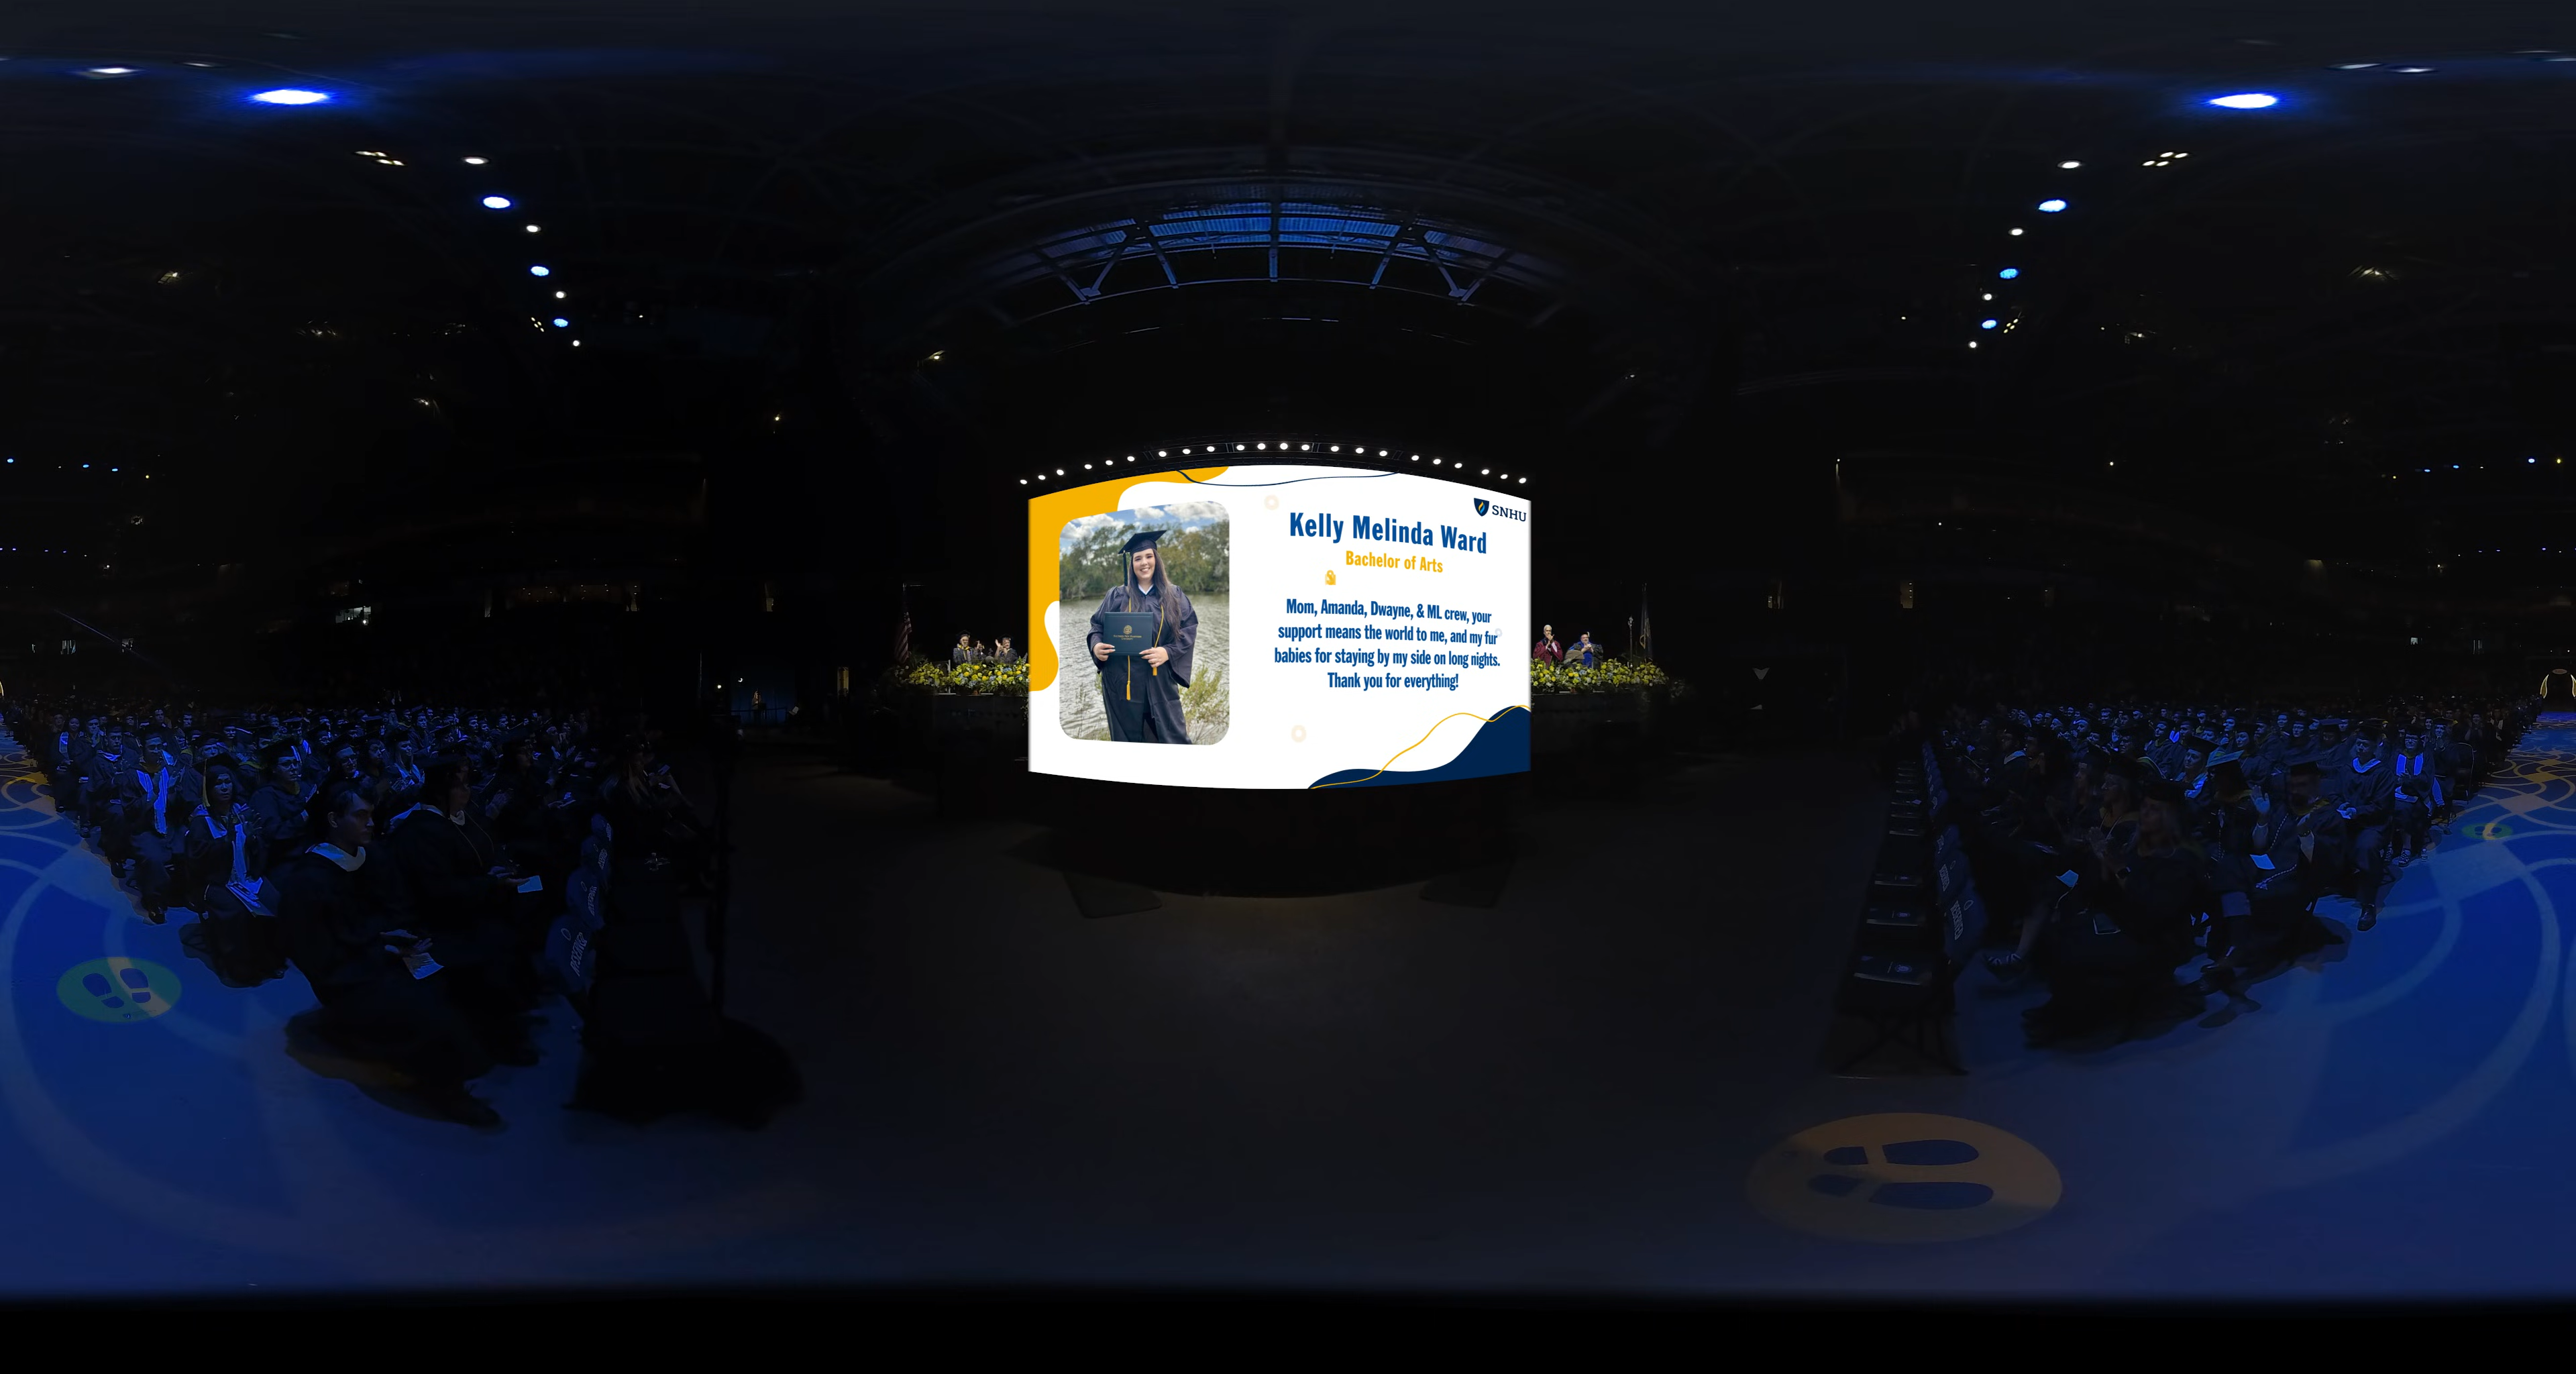 SNHU
Kelly Melinda Ward
Bachelor of Arts
Mom, Amanda, Dwayne, & ML crew, your
support means the world to me, and my fur
babies for staying by my side on long nights.
Thank you for everything!
RESERVED